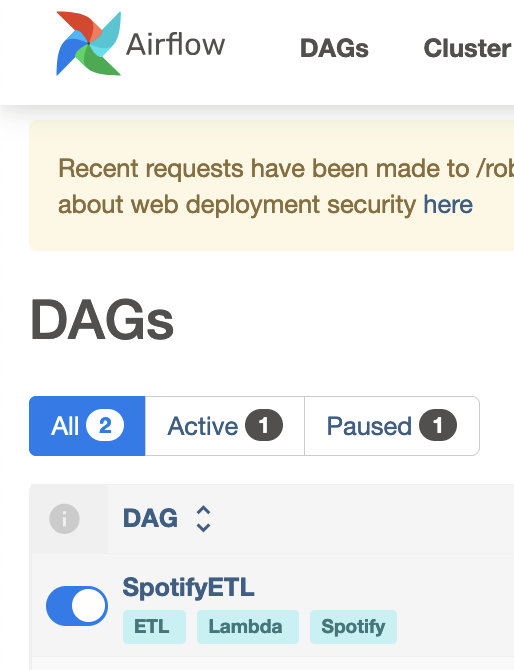 Airflow DAGs Cluster
Recent requests have been made to /rob
about web deployment security here
DAGs
All 2 Active 1 Paused 1
i DAG
SpotifyETL
ETL Lambda Spotify